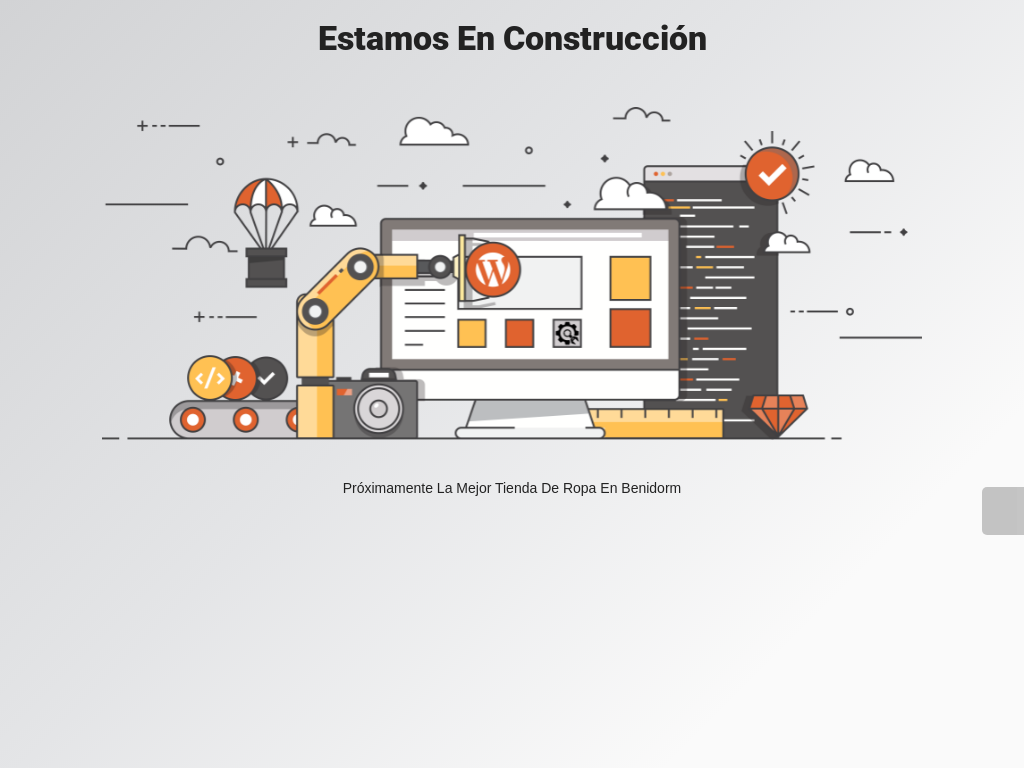 Estamos En Construcción
Próximamente La Mejor Tienda De Ropa En Benidorm